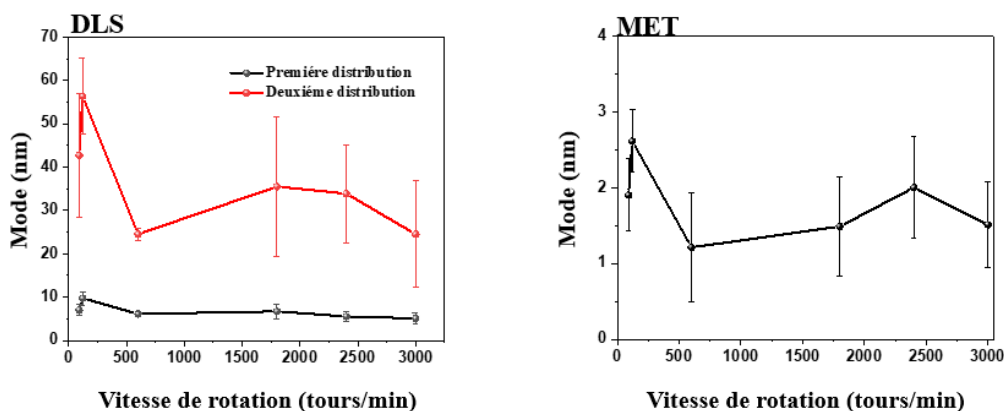 DLS
70
60
50
40
30
20
10
0
Mode (nm)
Premiére distribution
Deuxiéme distribution
0 500 1000 1500 2000 2500 3000
Vitesse de rotation (tours/min)
MET
4
3
2
1
0
Mode (nm)
0 500 1000 1500 2000 2500 3000
Vitesse de rotation (tours/min)